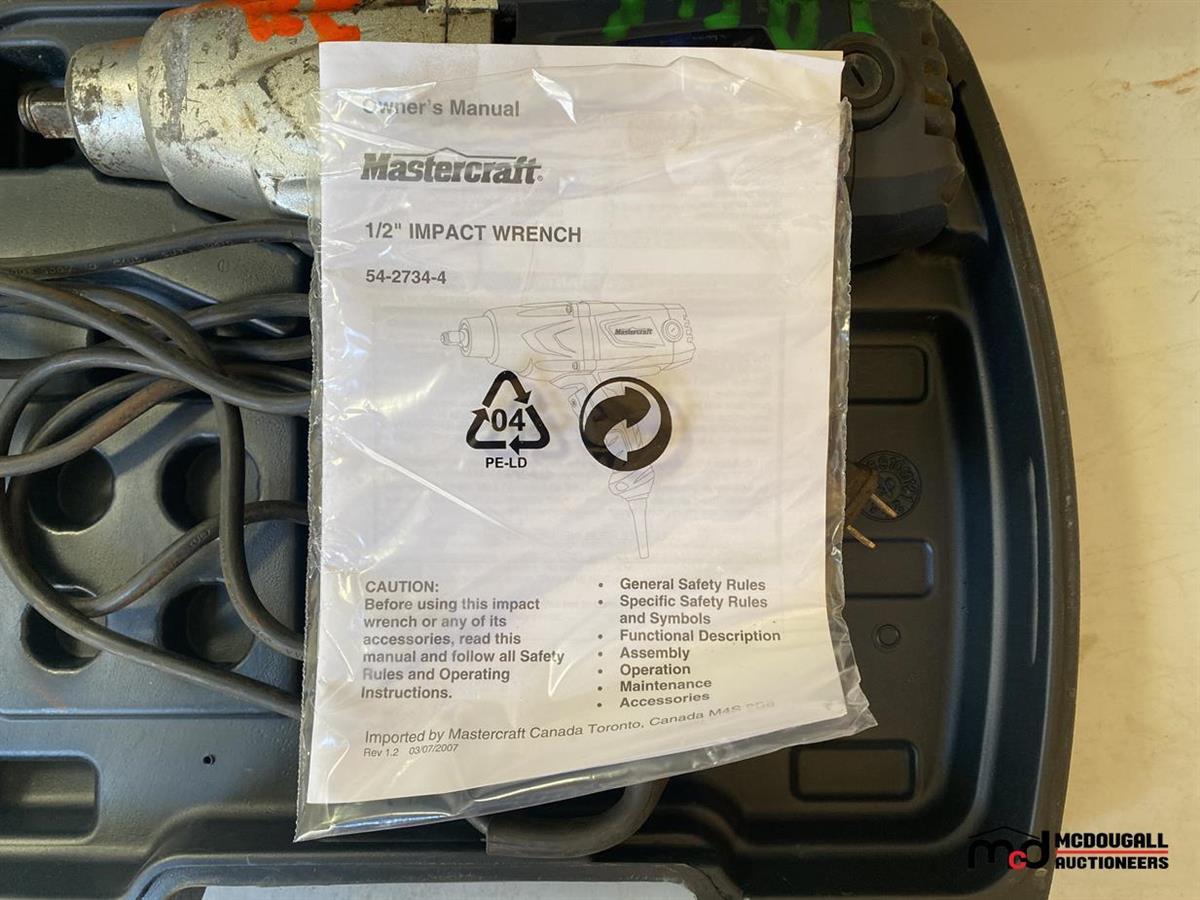 Owner's Manual
Mastercraft®
1/2" IMPACT WRENCH
54-2734-4
Mastercraft
04
PE-LD
CAUTION:
Before using this impact
wrench or any of its
accessories, read this
manual and follow all Safety
Rules and Operating
Instructions.
• General Safety Rules
• Specific Safety Rules
and Symbols
• Functional Description
• Assembly
• Operation
• Maintenance
• Accessories
Imported by Mastercraft Canada Toronto, Canada M4S
Rev 1.2 03/07/2007
mcd MCDOUGALL
AUCTIONEERS